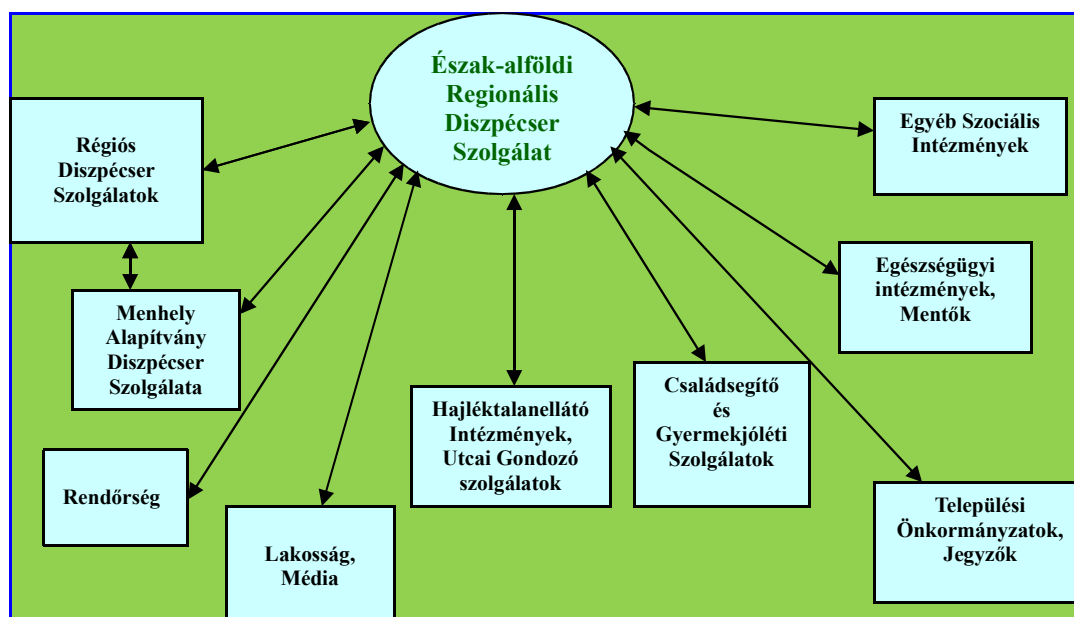 Észak-alföldi
Regionális
Diszpécser
Szolgálat
Régiós
Diszpécser
Szolgálatok
Egyéb Szociális
Intézmények
Menhely
Alapítvány
Diszpécser
Szolgálata
Egészségügyi
intézmények,
Mentők
Hajléktalanellátó
Intézmények,
Utcai Gondozó
szolgálatok
Családsegítő
és
Gyermekjóléti
Szolgálatok
Rendőrség
Lakosság,
Média
Települési
Önkormányzatok,
Jegyzők